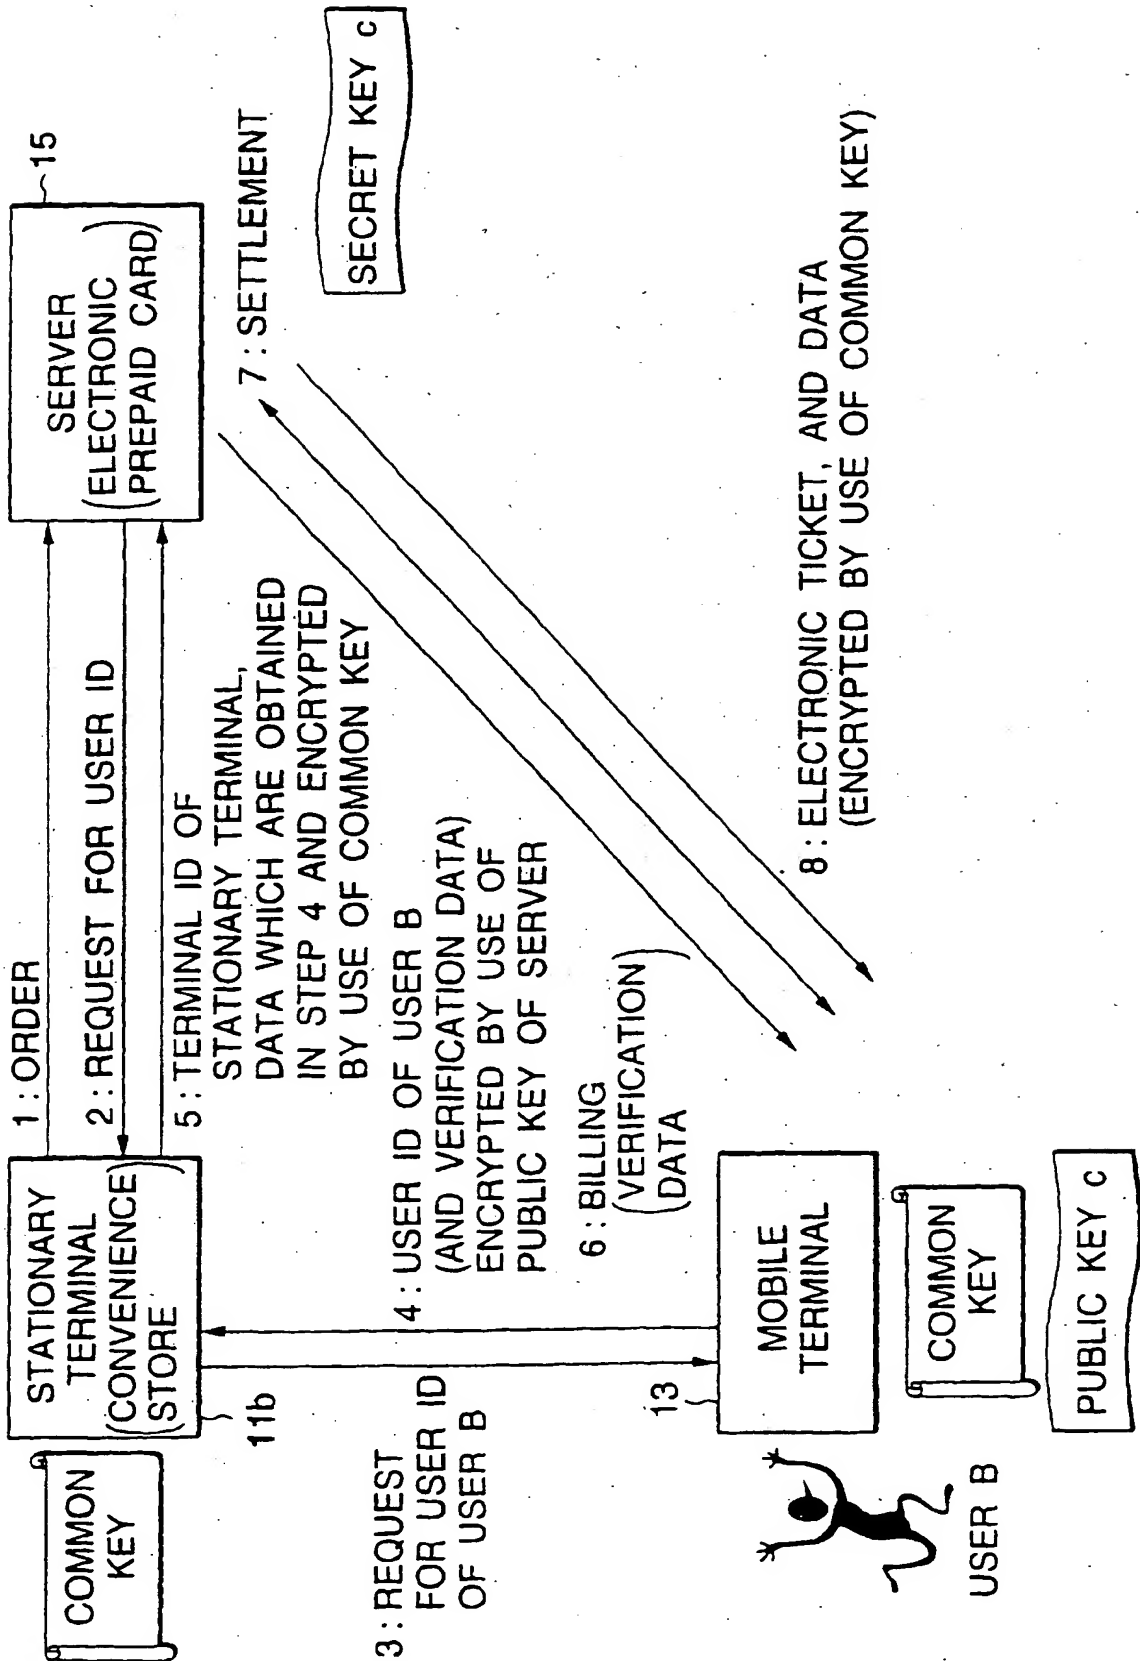 COMMON
KEY
STATIONARY
TERMINAL
(CONVENIENCE
STORE)
11b
1 : ORDER
2 : REQUEST FOR USER ID
5 : TERMINAL ID OF
STATIONARY TERMINAL,
DATA WHICH ARE OBTAINED
IN STEP 4 AND ENCRYPTED
BY USE OF COMMON KEY
SERVER
(ELECTRONIC
PREPAID CARD)
15
7 : SETTLEMENT
SECRET KEY c
3 : REQUEST
FOR USER ID
OF USER B
4 : USER ID OF USER B
(AND VERIFICATION DATA)
ENCRYPTED BY USE OF
PUBLIC KEY OF SERVER
6 : BILLING
(VERIFICATION
DATA)
13
MOBILE
TERMINAL
COMMON
KEY
PUBLIC KEY c
USER B
8 : ELECTRONIC TICKET, AND DATA
(ENCRYPTED BY USE OF COMMON KEY)